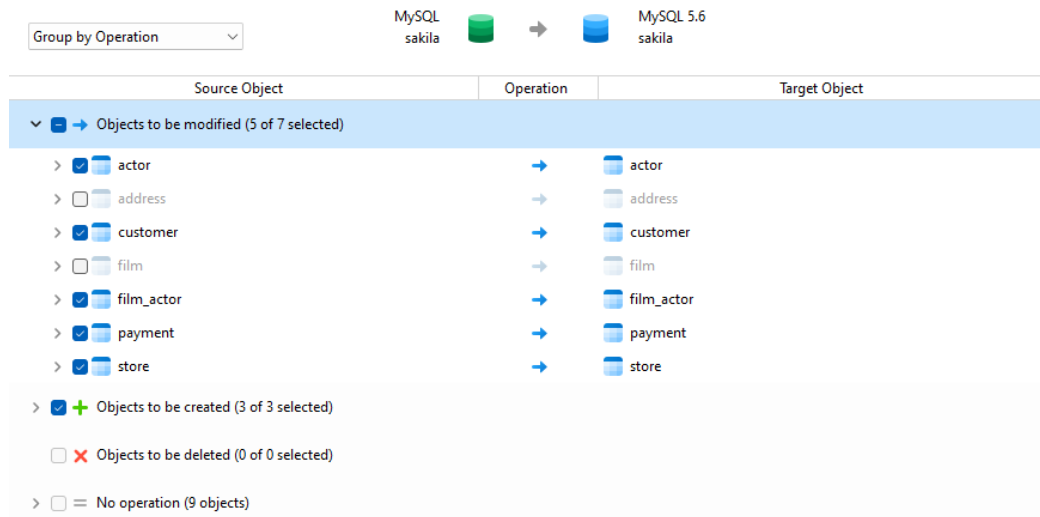 Group by Operation
MySQL
sakila
MySQL 5.6
sakila
Source Object Operation Target Object
Objects to be modified (5 of 7 selected)
actor actor
address address
customer customer
film film
film_actor film_actor
payment payment
store store
Objects to be created (3 of 3 selected)
Objects to be deleted (0 of 0 selected)
No operation (9 objects)